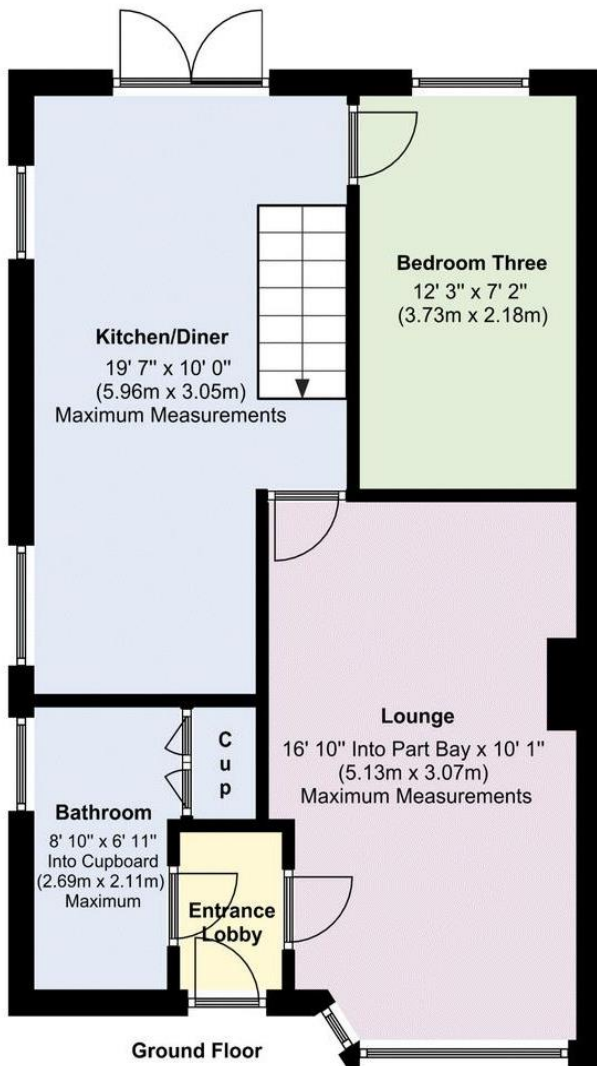 Bedroom Three
12' 3" x 7' 2"
(3.73m x 2.18m)
Kitchen/Diner
19' 7" x 10' 0"
(5.96m x 3.05m)
Maximum Measurements
Lounge
16' 10" Into Part Bay x 10' 1"
(5.13m x 3.07m)
Maximum Measurements
C
u
p
Bathroom
8' 10" x 6' 11"
Into Cupboard
(2.69m x 2.11m)
Maximum
Entrance
Lobby
Ground Floor